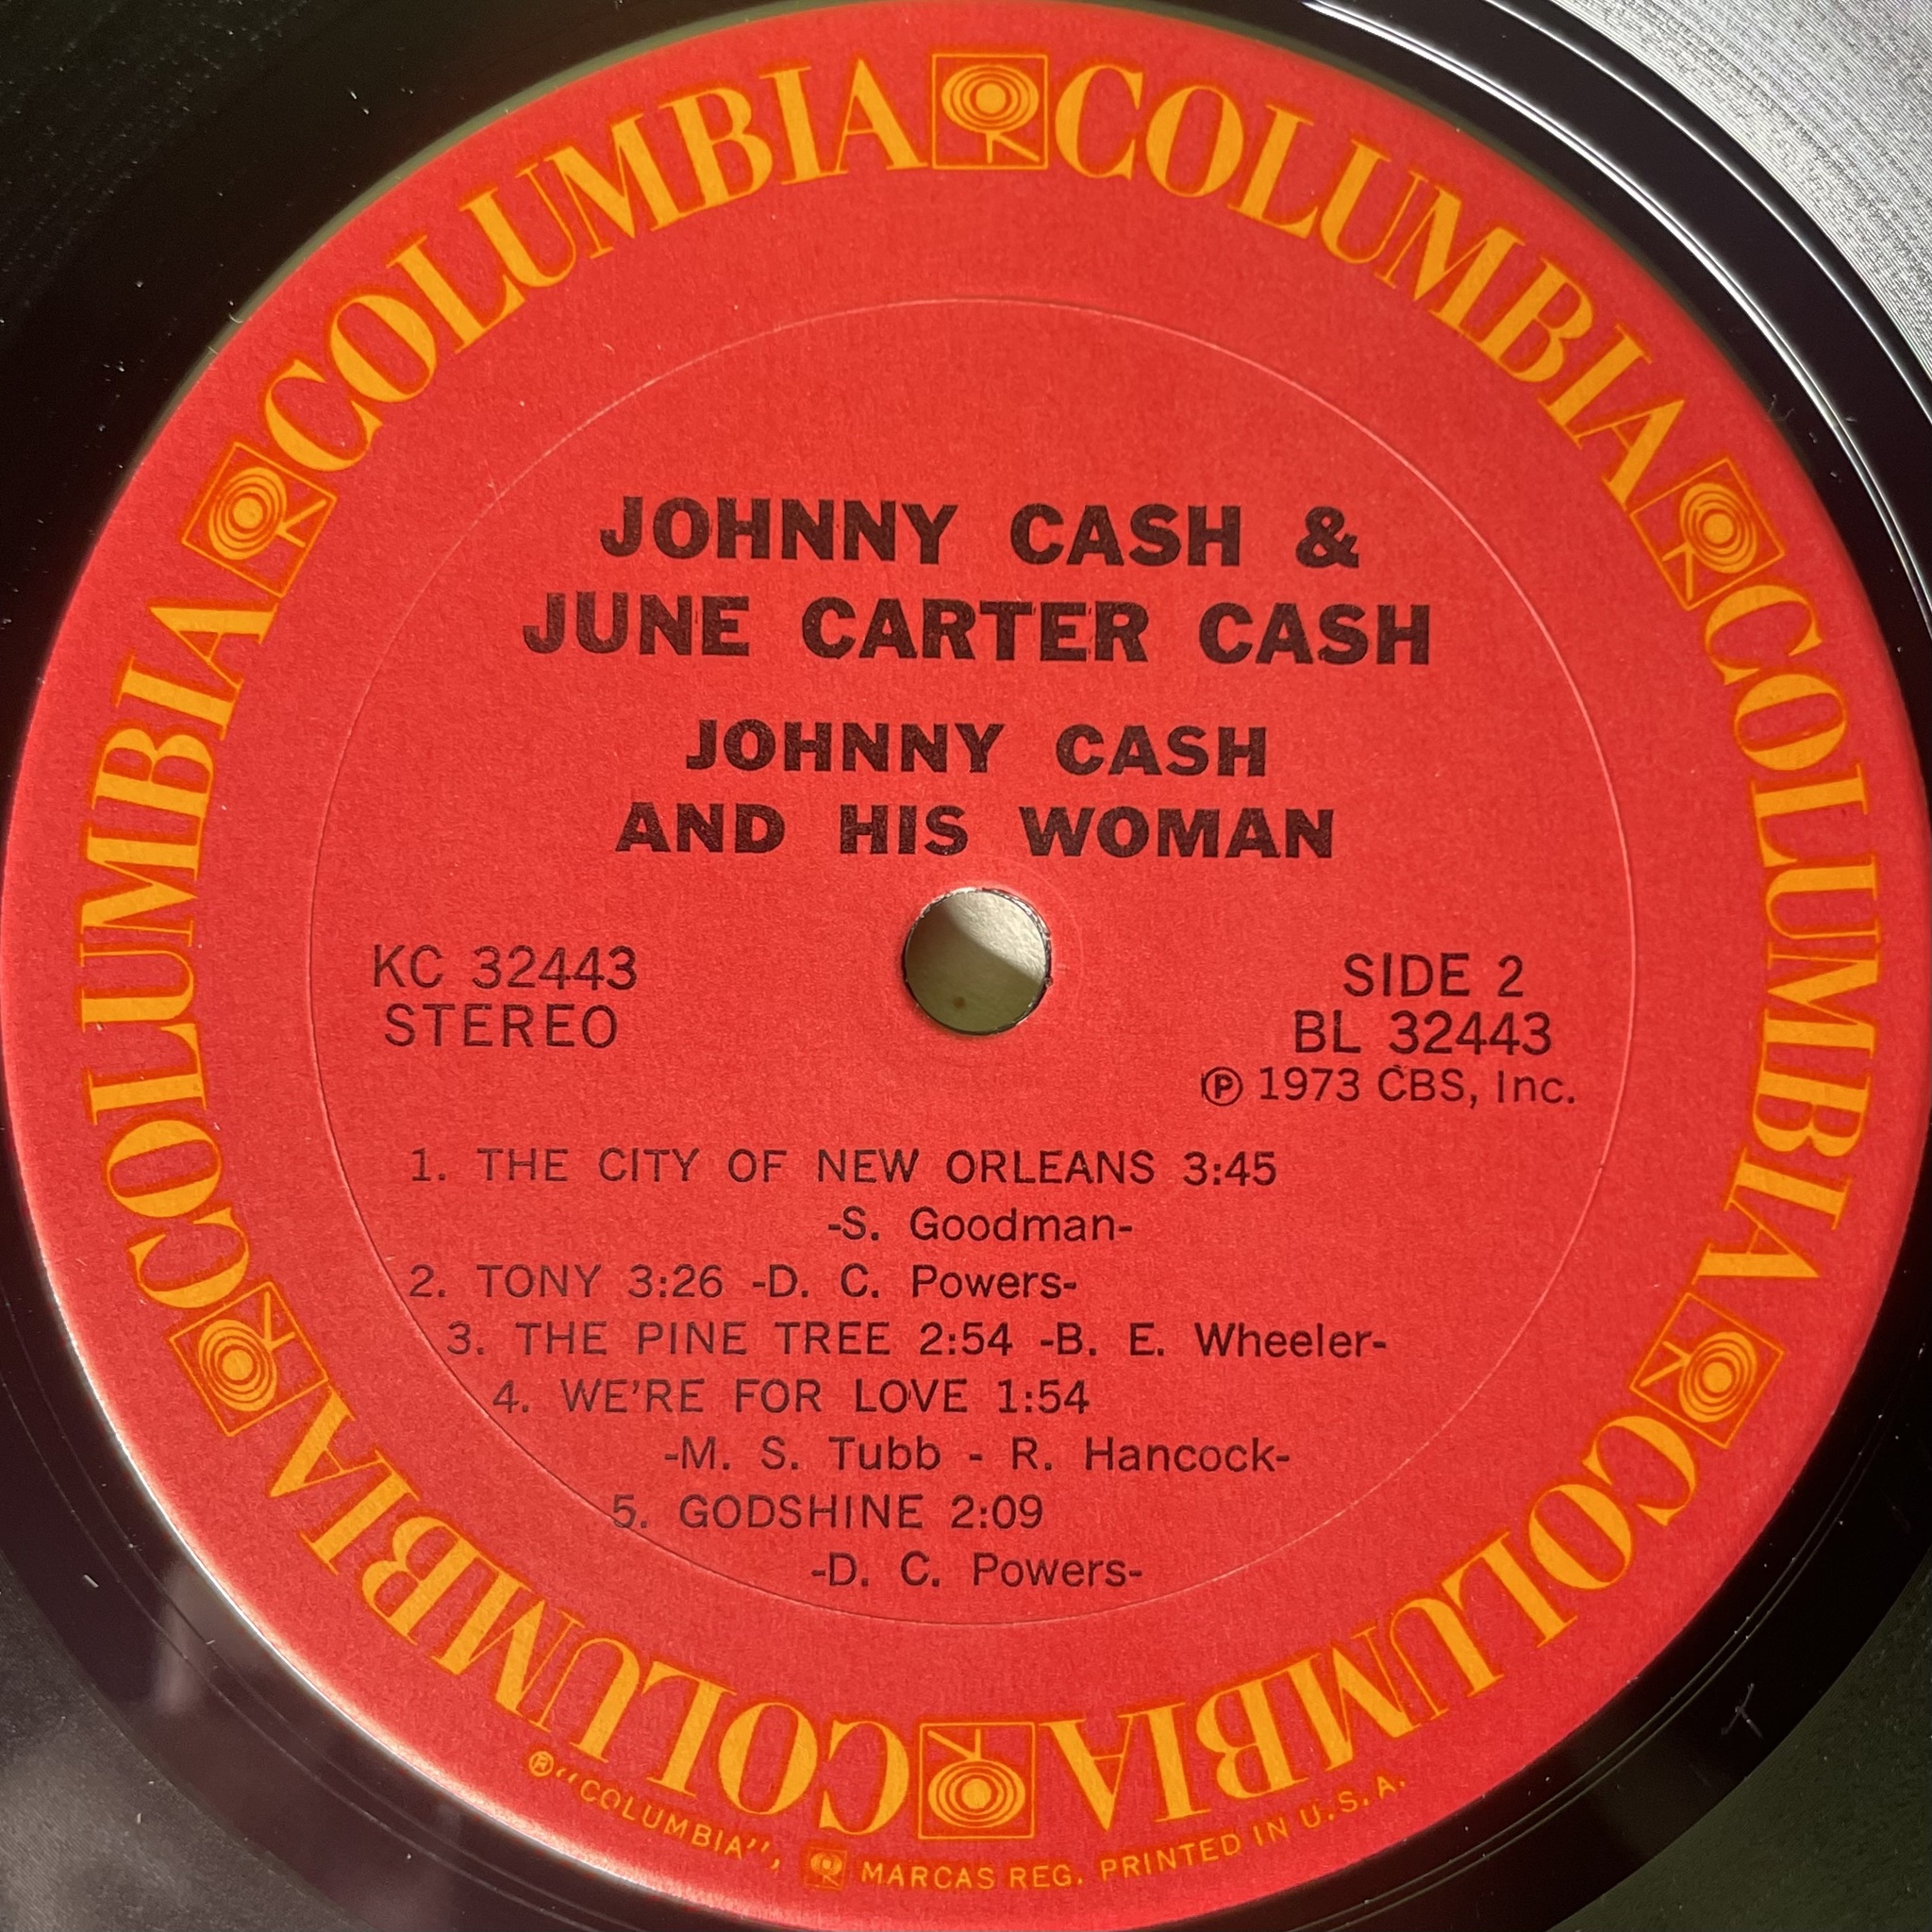 COLUMBIA COLUMBIA COLUMBIA COLUMBIA COLUMBIA COLUMBIA
JOHNNY CASH &
JUNE CARTER CASH
JOHNNY CASH
AND HIS WOMAN
KC 32443
STEREO
SIDE 2
BL 32443
Ⓟ 1973 CBS, Inc.
1. THE CITY OF NEW ORLEANS 3:45
-S. Goodman-
2. TONY 3:26 -D. C. Powers-
3. THE PINE TREE 2:54 -B. E. Wheeler-
4. WE'RE FOR LOVE 1:54
-M. S. Tubb - R. Hancock-
5. GODSHINE 2:09
-D. C. Powers-
®"COLUMBIA", MARCAS REG. PRINTED IN U.S.A.